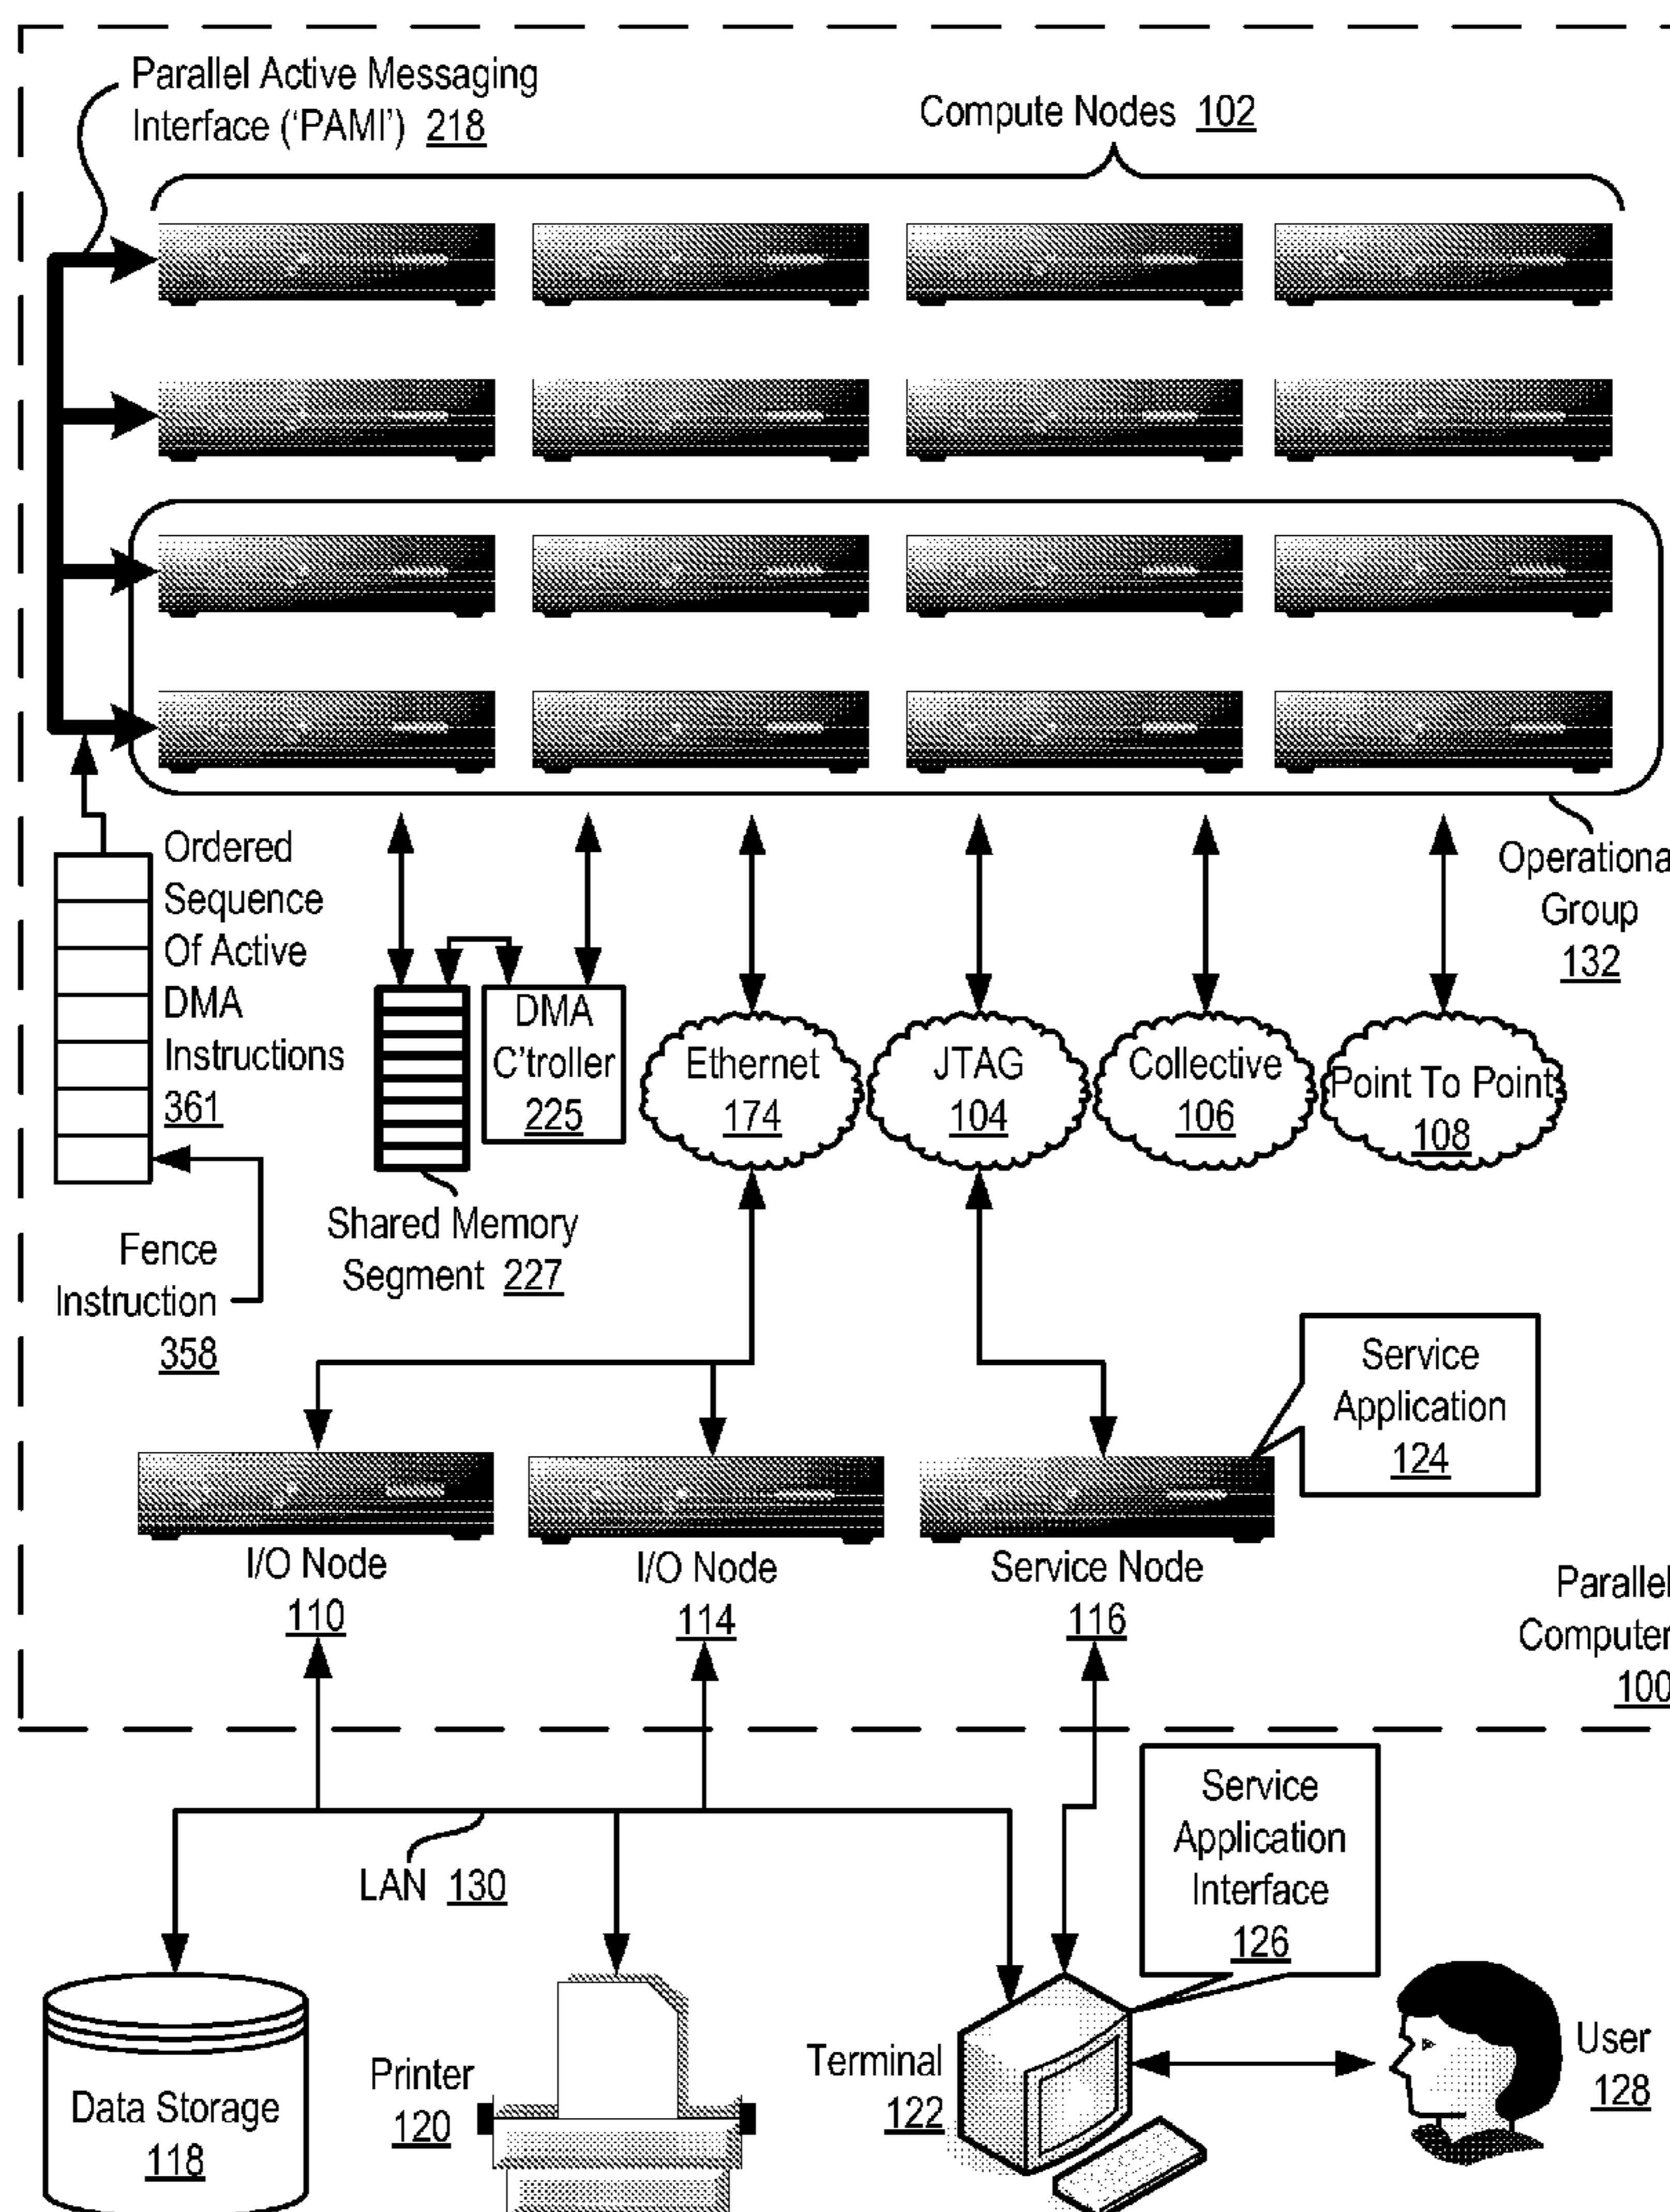 Parallel Active Messaging
Interface (‘PAMI’) 218
Compute Nodes 102
Ordered
Sequence
Of Active
DMA
Instructions
361
Operationa
Group
132
DMA
C'troller
225
Ethernet
174
JTAG
104
Collective
106
Point To Point
108
Shared Memory
Segment 227
Fence
Instruction
358
Service
Application
124
I/O Node
110
I/O Node
114
Service Node
116
Parallel
Computer
100
LAN 130
Service
Application
Interface
126
Data Storage
118
Printer
120
Terminal
122
User
128